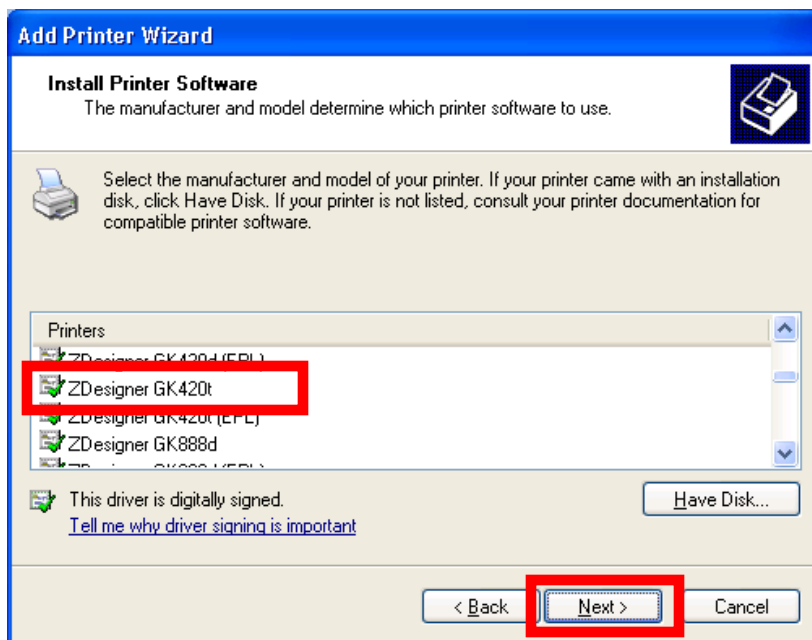 Add Printer Wizard
Install Printer Software
The manufacturer and model determine which printer software to use.
Select the manufacturer and model of your printer. If your printer came with an installation
disk, click Have Disk. If your printer is not listed, consult your printer documentation for
compatible printer software.
Printers
ZDesigner GK420d (EPL)
ZDesigner GK420t
ZDesigner GK420t (EPL)
ZDesigner GK888d
This driver is digitally signed.
Have Disk...
Tell me why driver signing is important
< Back
Next >
Cancel